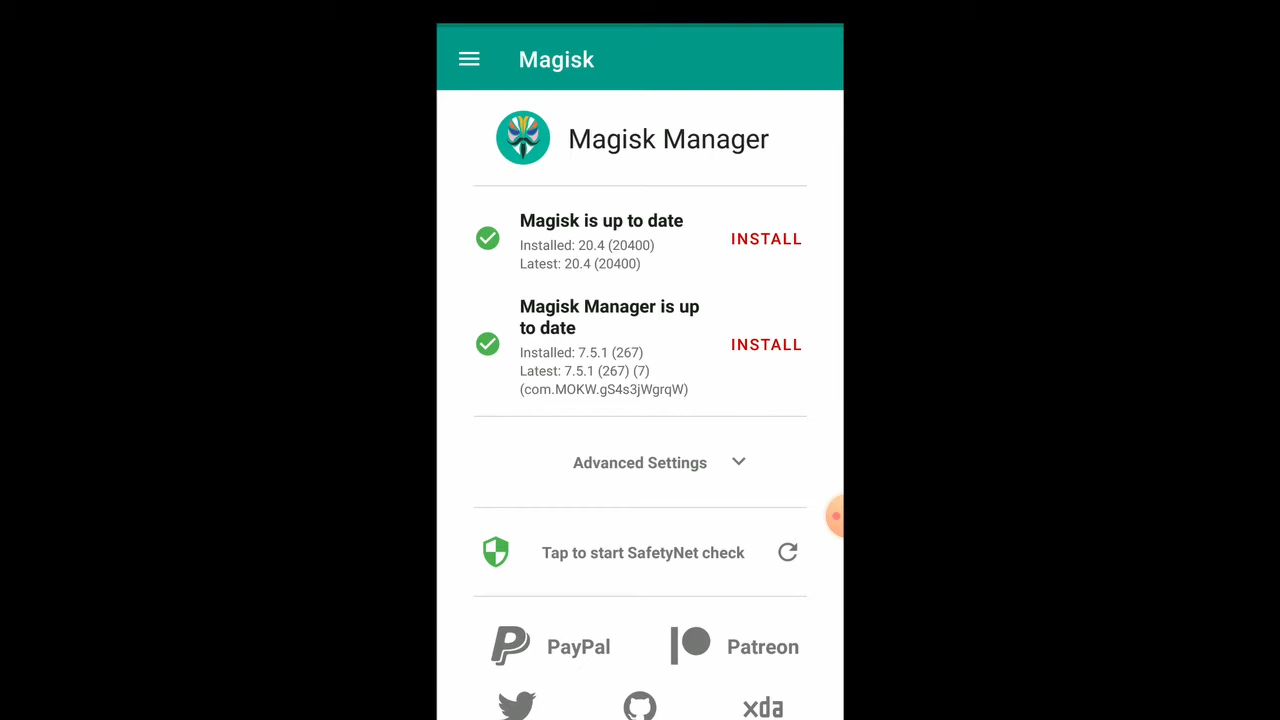 Magisk
Magisk Manager
Magisk is up to date
Installed: 20.4 (20400)
Latest: 20.4 (20400)
INSTALL
Magisk Manager is up
to date
Installed: 7.5.1 (267)
Latest: 7.5.1 (267) (7)
(com.MOKW.gS4s3jWgrqW)
INSTALL
Advanced Settings
Tap to start SafetyNet check
PayPal
Patreon
xda